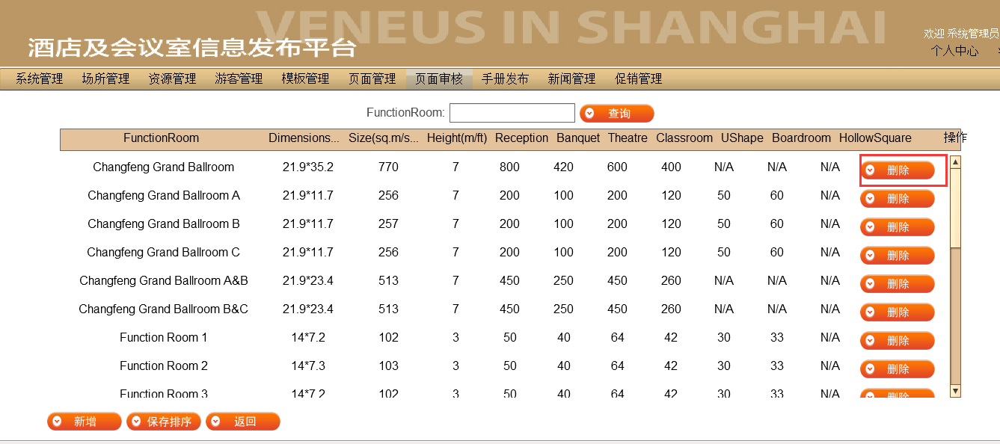 VENEUS IN SHANGHAI
酒店及会议室信息发布平台
欢迎 系统管理员
个人中心
系统管理 场所管理 资源管理 游客管理 模板管理 页面管理 页面审核 手册发布 新闻管理 促销管理
FunctionRoom: 查询
FunctionRoom Dimensions... Size(sq.m/s... Height(m/ft) Reception Banquet Theatre Classroom UShape Boardroom HollowSquare 操作
Changfeng Grand Ballroom 21.9*35.2 770 7 800 420 600 400 N/A N/A N/A 删除
Changfeng Grand Ballroom A 21.9*11.7 256 7 200 100 200 120 50 60 N/A 删除
Changfeng Grand Ballroom B 21.9*11.7 257 7 200 100 200 120 50 60 N/A 删除
Changfeng Grand Ballroom C 21.9*11.7 256 7 200 100 200 120 50 60 N/A 删除
Changfeng Grand Ballroom A&B 21.9*23.4 513 7 450 250 450 260 N/A N/A N/A 删除
Changfeng Grand Ballroom B&C 21.9*23.4 513 7 450 250 450 260 N/A N/A N/A 删除
Function Room 1 14*7.2 102 3 50 40 64 42 30 33 N/A 删除
Function Room 2 14*7.3 103 3 50 40 64 42 30 33 N/A 删除
Function Room 3 14*7.2 102 3 50 40 64 42 30 33 N/A 删除
新增 保存排序 返回